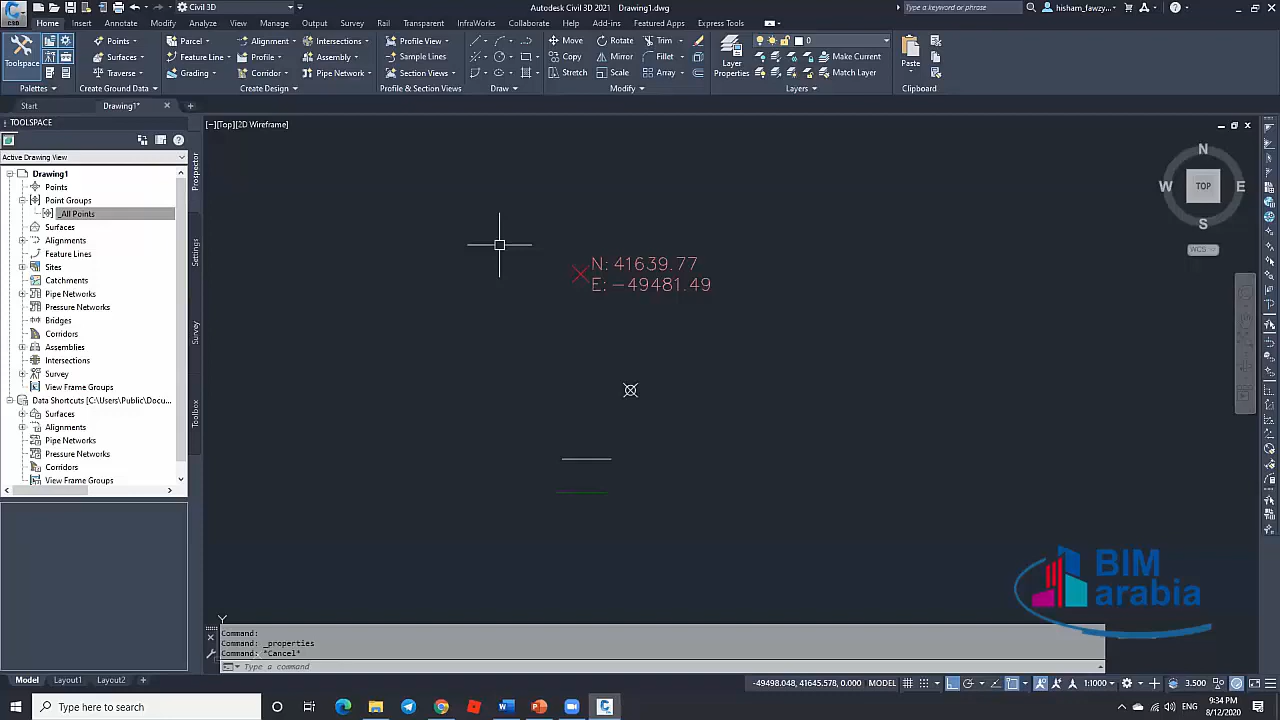 Civil 3D
Autodesk Civil 3D 2021 Drawing1.dwg
Type a keyword or phrase
hisham_fawzy...
Home Insert Annotate Modify Analyze View Manage Output Survey Rail Transparent InfraWorks Collaborate Help Add-ins Featured Apps Express Tools
Toolspace
Palettes
Points
Surfaces
Traverse
Create Ground Data
Parcel
Feature Line
Grading
Alignment
Profile
Corridor
Intersections
Assembly
Pipe Network
Create Design
Profile View
Sample Lines
Section Views
Profile & Section Views
Draw
Move Rotate Trim
Copy Mirror Fillet
Stretch Scale Array
Modify
Layer
Properties
0
Make Current
Match Layer
Layers
Paste
Clipboard
Start Drawing1*
TOOLSPACE
Active Drawing View
Drawing1
Points
Point Groups
_All Points
Surfaces
Alignments
Feature Lines
Sites
Catchments
Pipe Networks
Pressure Networks
Bridges
Corridors
Assemblies
Intersections
Survey
View Frame Groups
Data Shortcuts [C:\Users\Public\Docu...
Surfaces
Alignments
Pipe Networks
Pressure Networks
Corridors
View Frame Groups
Prospector
Settings
Survey
Toolbox
[−][Top][2D Wireframe]
N
W TOP E
S
WCS
N: 41639.77
E: −49481.49
Y
BIM
arabia
Command:
Command: _properties
Command: *Cancel*
Type a command
Model Layout1 Layout2
-49498.048, 41645.578, 0.000 MODEL
1:1000
3.500
Type here to search
9:34 PM
8/12/2020